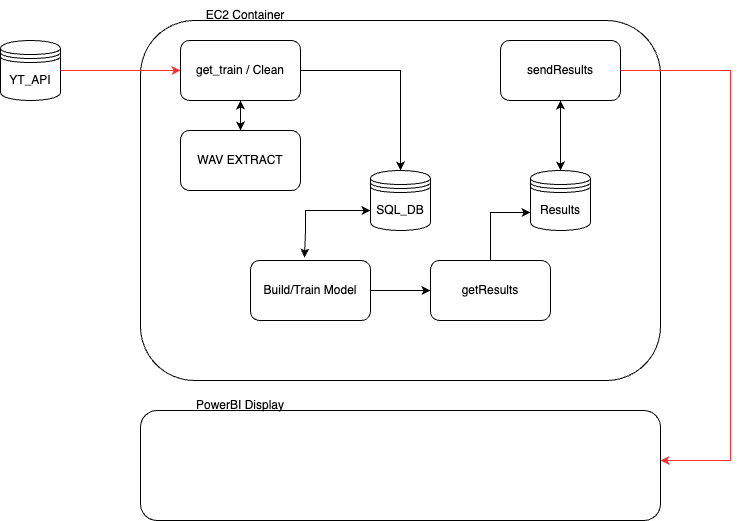 EC2 Container
YT_API
get_train / Clean
sendResults
WAV EXTRACT
SQL_DB
Results
Build/Train Model
getResults
PowerBI Display